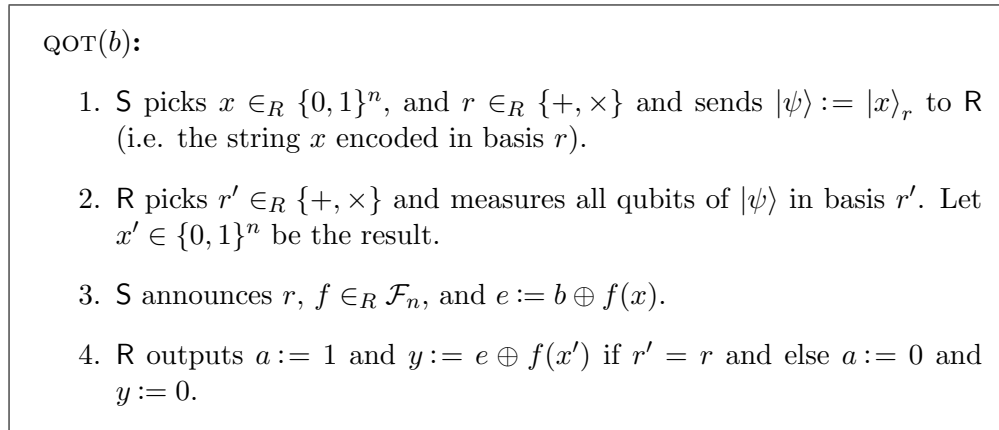 QOT(b):
1. S picks x ∈_R {0, 1}^n, and r ∈_R {+, ×} and sends |ψ⟩ := |x⟩_r to R
(i.e. the string x encoded in basis r).
2. R picks r′ ∈_R {+, ×} and measures all qubits of |ψ⟩ in basis r′. Let
x′ ∈ {0, 1}^n be the result.
3. S announces r, f ∈_R ℱ_n, and e := b ⊕ f(x).
4. R outputs a := 1 and y := e ⊕ f(x′) if r′ = r and else a := 0 and
y := 0.